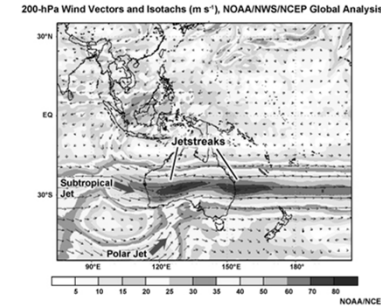 200-hPa Wind Vectors and Isotachs (m s⁻¹), NOAA/NWS/NCEP Global Analysis
30°N
EQ
Jetstreaks
Subtropical
Jet
30°S
Polar Jet
90°E 120°E 150°E 180°
5 10 15 20 25 30 35 40 50 60 70 80
NOAA/NCE